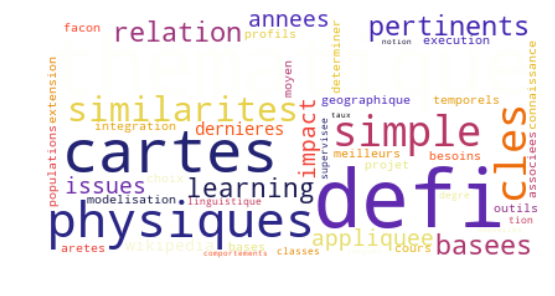 facon relation annees profils pertinents
notion execution
moyen determiner connaissance
populations extension similarites geographique temporels
integration dernieres impact supervisee taux simple cles associees
meilleurs besoins
cartes projet
issues choix learning defi degre
modelisation linguistique outils
physiques tion
wikipedia bases appliquee basees
aretes comportements classes cours